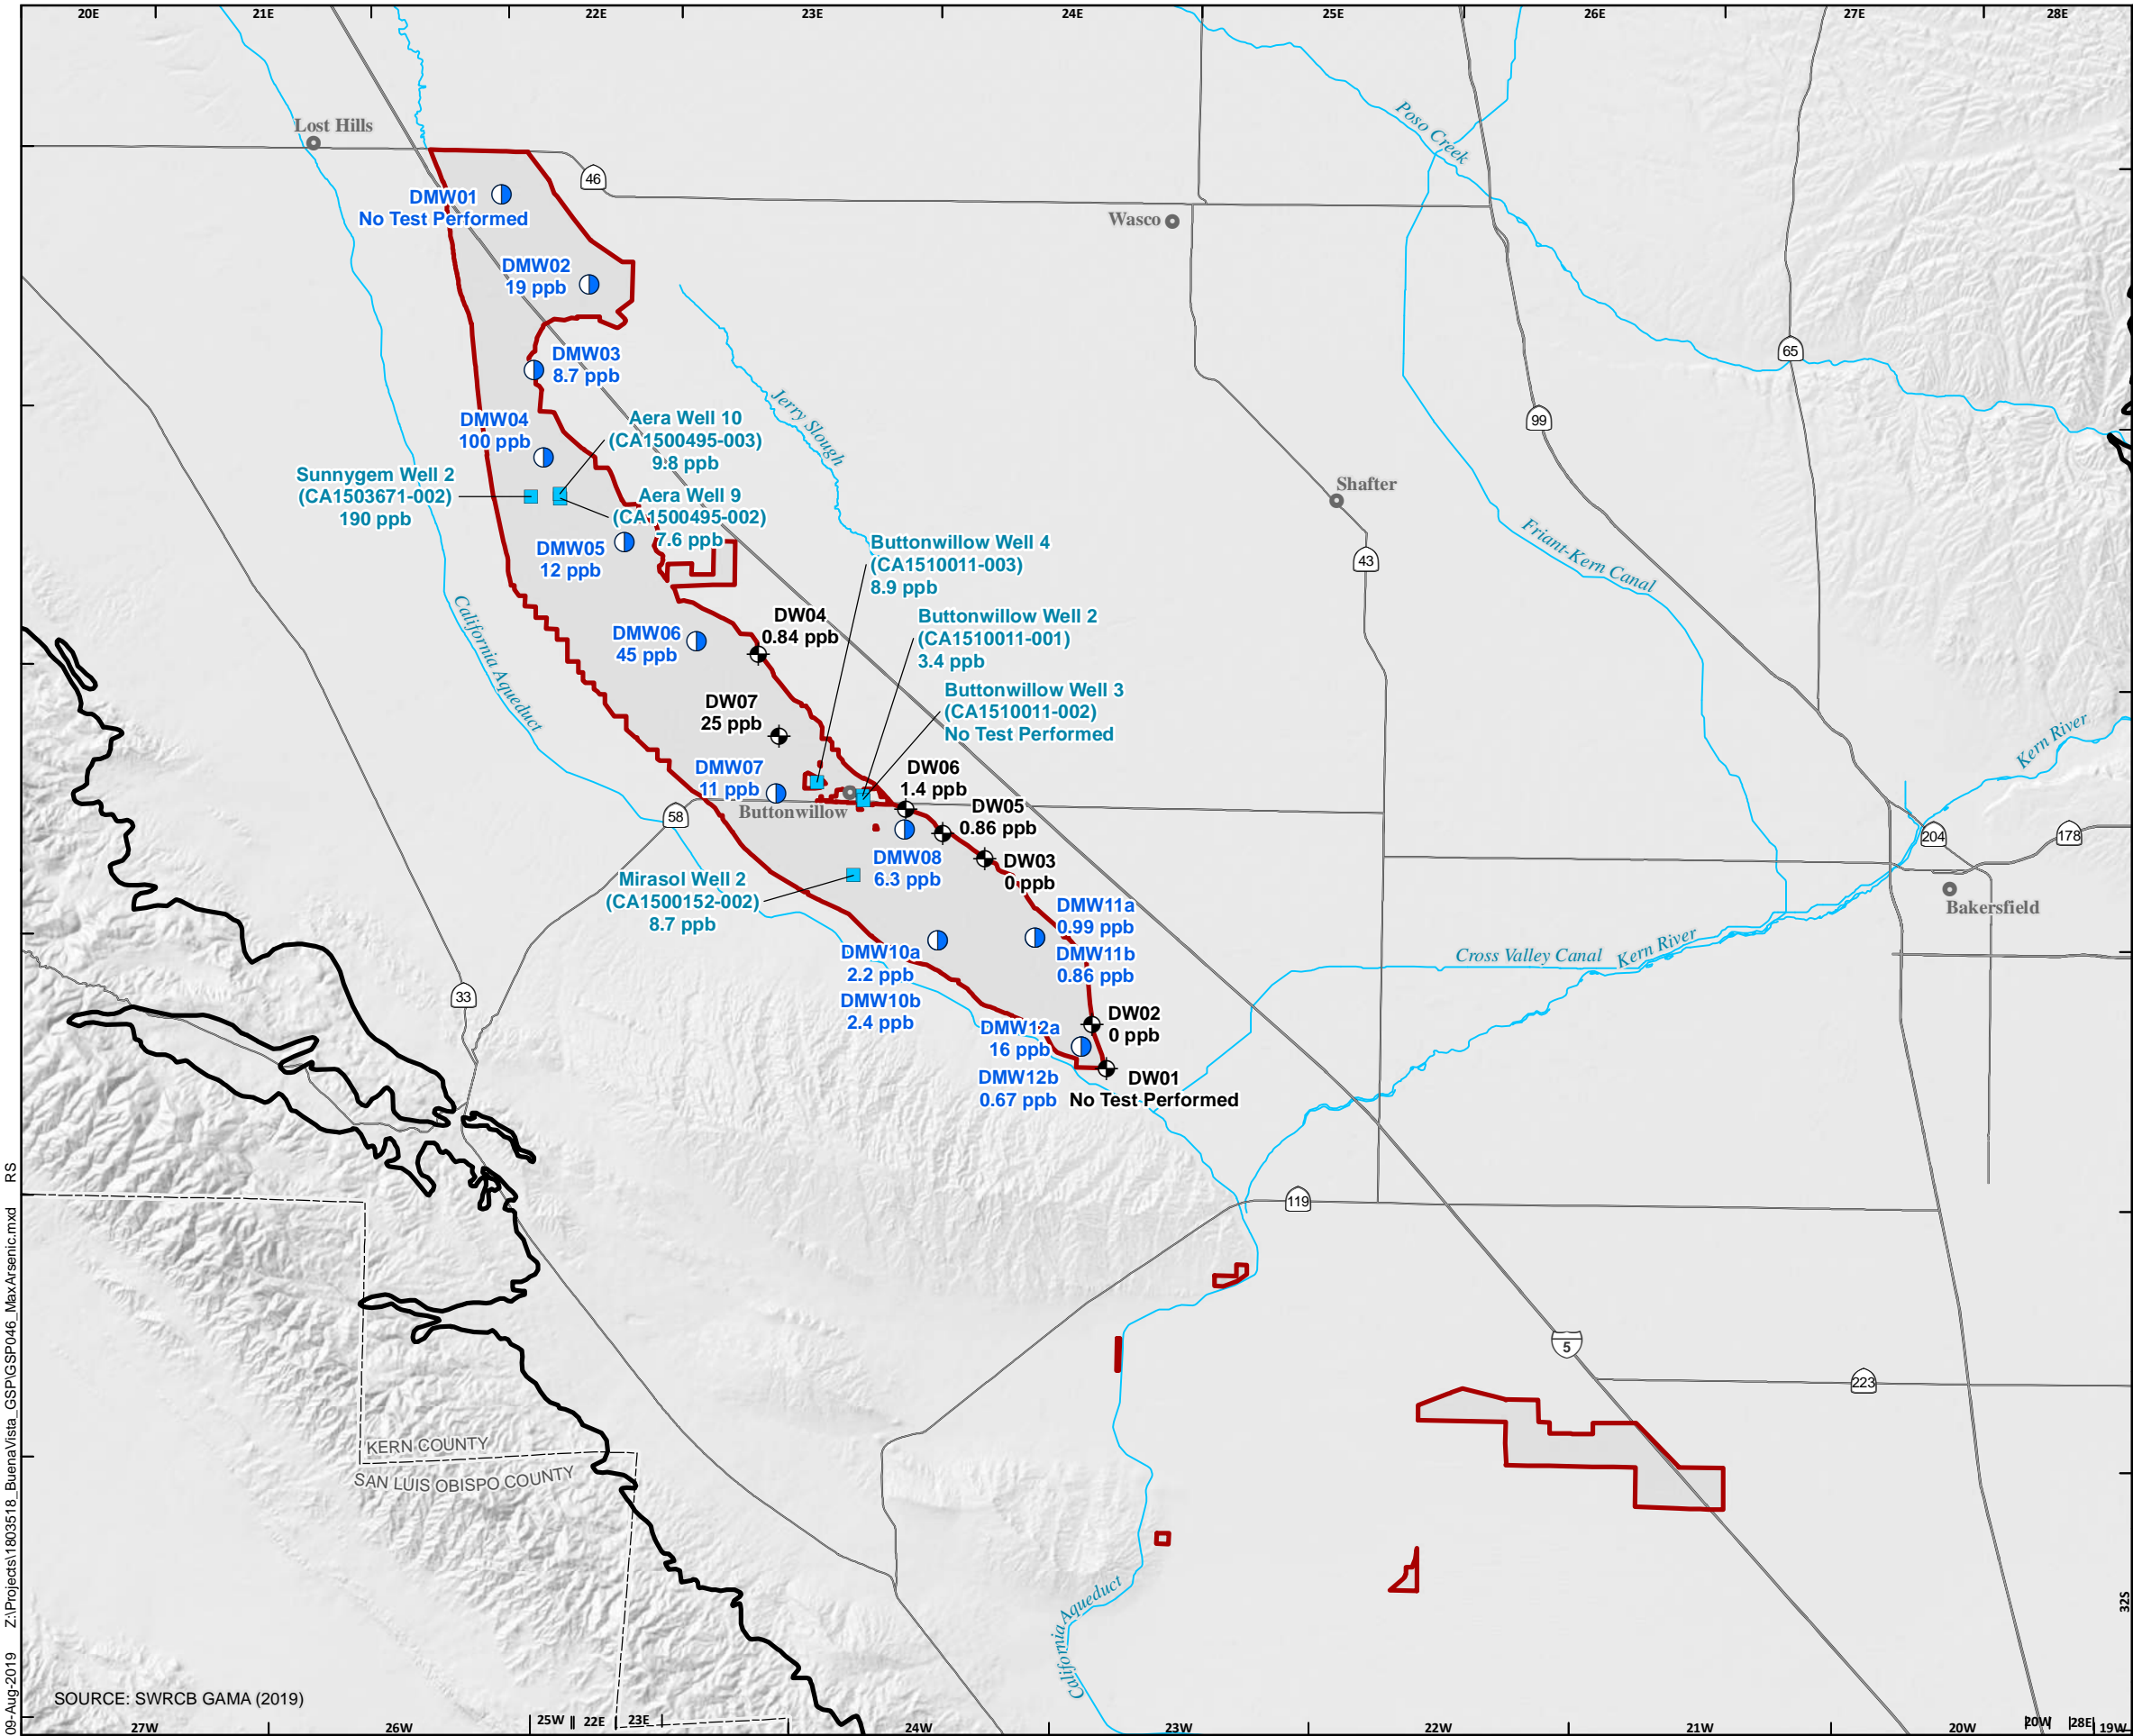 20E 21E 22E 23E 24E 25E 26E 27E 28E
Lost Hills
46
DMW01
No Test Performed
Wasco
Poso Creek
DMW02
19 ppb
DMW03
8.7 ppb
65
Jerry Slough
99
DMW04
100 ppb
Aera Well 10
(CA1500495-003)
9.8 ppb
Sunnygem Well 2
(CA1503671-002)
190 ppb
Aera Well 9
(CA1500495-002)
7.6 ppb
Shafter
Friant-Kern Canal
43
DMW05
12 ppb
Buttonwillow Well 4
(CA1510011-003)
8.9 ppb
California Aqueduct
DW04
0.84 ppb
Buttonwillow Well 2
(CA1510011-001)
3.4 ppb
DMW06
45 ppb
DW07
25 ppb
Buttonwillow Well 3
(CA1510011-002)
No Test Performed
Kern River
DMW07
11 ppb
DW06
1.4 ppb
Buttonwillow
58
DW05
0.86 ppb
204
178
DMW08
6.3 ppb
DW03
0 ppb
Mirasol Well 2
(CA1500152-002)
8.7 ppb
Bakersfield
DMW11a
0.99 ppb
DMW11b
0.86 ppb
DMW10a
2.2 ppb
DMW10b
2.4 ppb
Cross Valley Canal
Kern River
33
DW02
0 ppb
DMW12a
16 ppb
DMW12b
0.67 ppb
DW01
No Test Performed
119
5
223
KERN COUNTY
SAN LUIS OBISPO COUNTY
California Aqueduct
32S
SOURCE: SWRCB GAMA (2019)
27W 26W 25W 22E 23E 24W 23W 22W 21W 20W 20W 28E 19W
09-Aug-2019 Z:\Projects\1803518_BuenaVista_GSP\GSP046_MaxArsenic.mxd RS